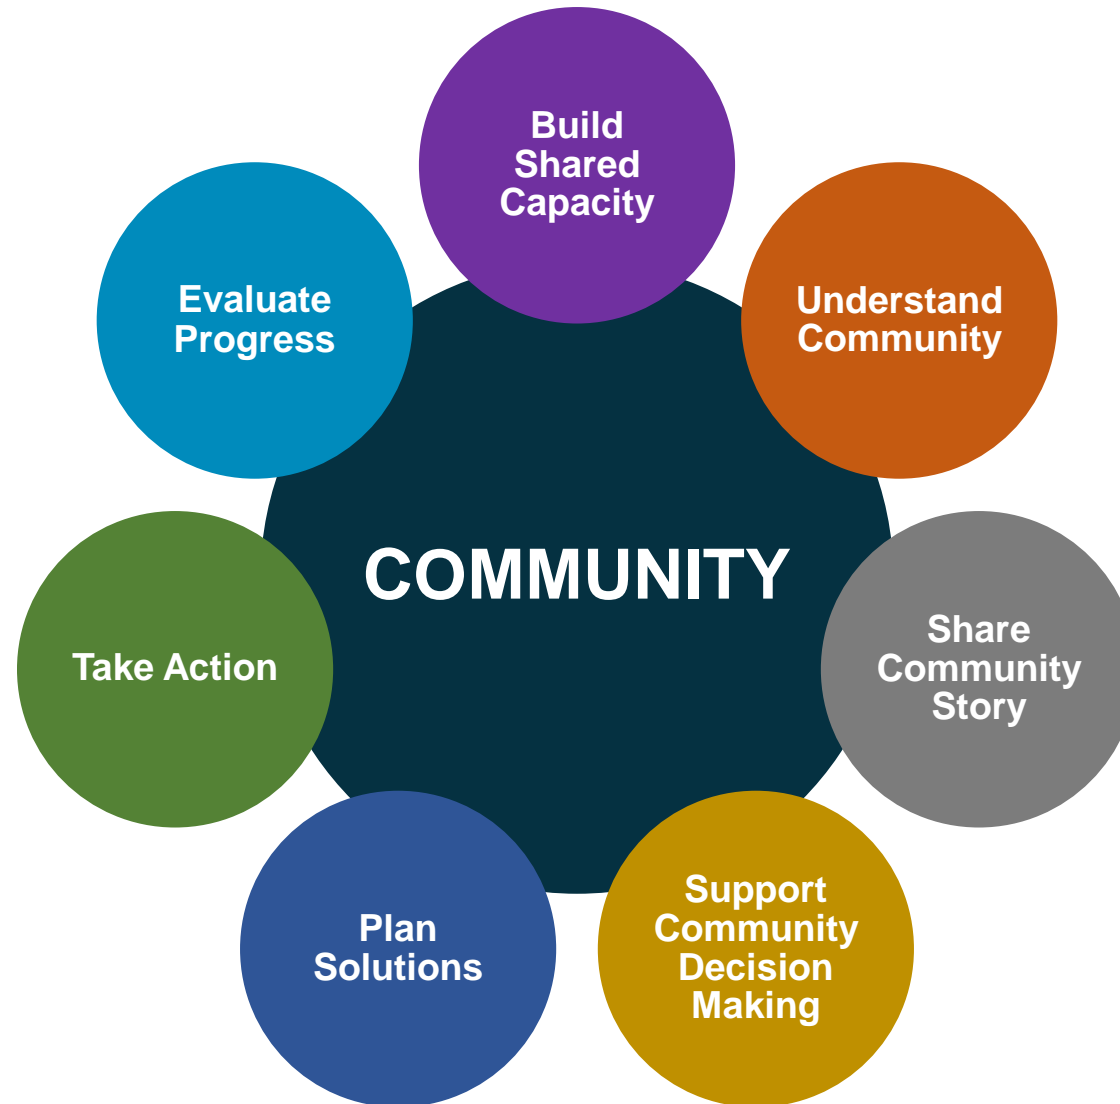 Build
Shared
Capacity
Understand
Community
Share
Community
Story
Support
Community
Decision
Making
Plan
Solutions
Take Action
Evaluate
Progress
COMMUNITY